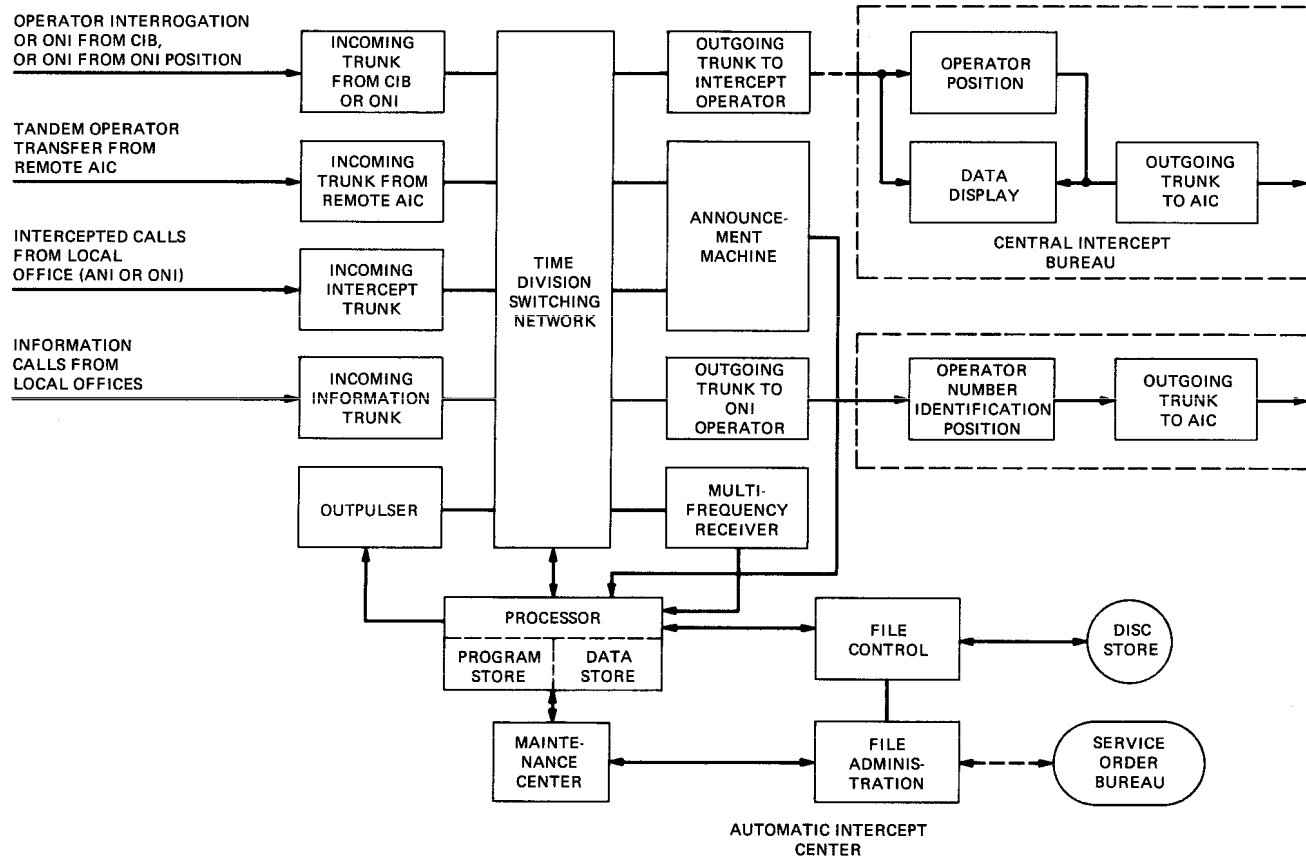 OPERATOR INTERROGATION
OR ONI FROM CIB,
OR ONI FROM ONI POSITION
INCOMING
TRUNK
FROM CIB
OR ONI
OUTGOING
TRUNK TO
INTERCEPT
OPERATOR
OPERATOR
POSITION
TANDEM OPERATOR
TRANSFER FROM
REMOTE AIC
INCOMING
TRUNK FROM
REMOTE AIC
DATA
DISPLAY
OUTGOING
TRUNK
TO AIC
ANNOUNCE-
MENT
MACHINE
CENTRAL INTERCEPT
BUREAU
INTERCEPTED CALLS
FROM LOCAL
OFFICE (ANI OR ONI)
INCOMING
INTERCEPT
TRUNK
TIME
DIVISION
SWITCHING
NETWORK
INFORMATION
CALLS FROM
LOCAL OFFICES
INCOMING
INFORMATION
TRUNK
OUTGOING
TRUNK TO
ONI
OPERATOR
OPERATOR
NUMBER
IDENTIFICATION
POSITION
OUTGOING
TRUNK
TO AIC
OUTPULSER
MULTI-
FREQUENCY
RECEIVER
PROCESSOR
PROGRAM
STORE
DATA
STORE
FILE
CONTROL
DISC
STORE
MAINTE-
NANCE
CENTER
FILE
ADMINIS-
TRATION
SERVICE
ORDER
BUREAU
AUTOMATIC INTERCEPT
CENTER